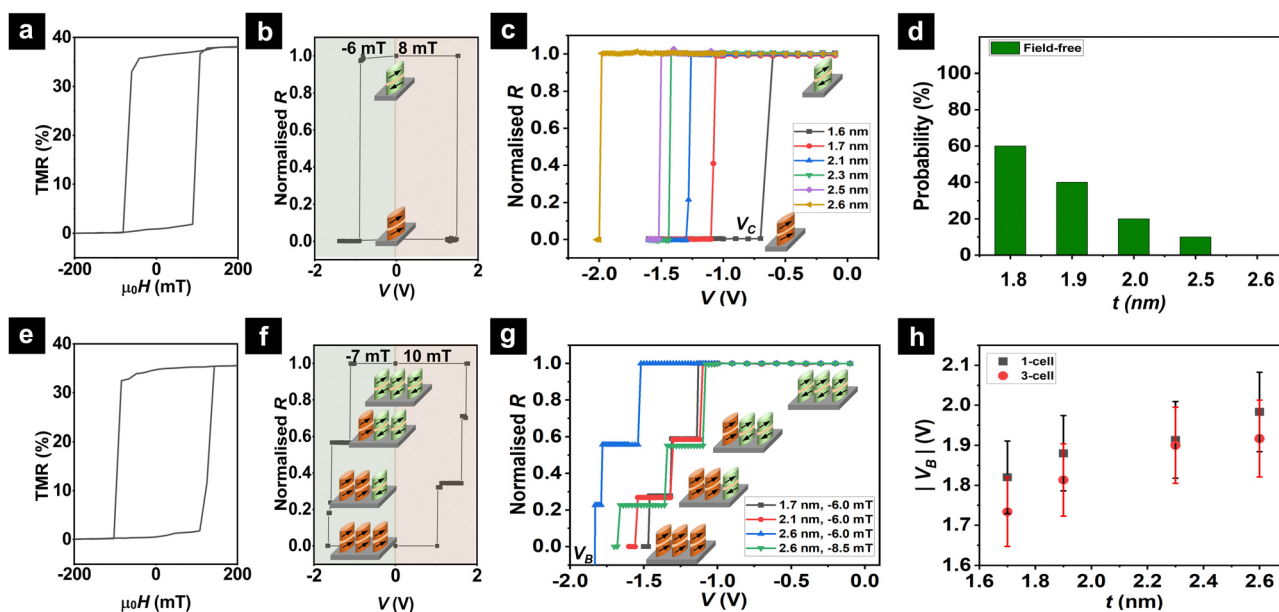 a
40
30
20
10
0
TMR (%)
-200
0
200
μ0H (mT)
b
-6 mT
8 mT
1.0
0.8
0.6
0.4
0.2
0.0
Normalised R
-2
0
2
V (V)
c
1.0
0.8
0.6
0.4
0.2
0.0
Normalised R
1.6 nm
1.7 nm
2.1 nm
2.3 nm
2.5 nm
2.6 nm
VC
-2.0
-1.5
-1.0
-0.5
0.0
V (V)
d
Field-free
100
80
60
40
20
0
Probability (%)
1.8
1.9
2.0
2.5
2.6
t (nm)
e
40
30
20
10
0
TMR (%)
-200
0
200
μ0H (mT)
f
-7 mT
10 mT
1.0
0.8
0.6
0.4
0.2
0.0
Normalised R
-2
0
2
V (V)
g
1.0
0.8
0.6
0.4
0.2
0.0
Normalised R
1.7 nm, -6.0 mT
2.1 nm, -6.0 mT
2.6 nm, -6.0 mT
2.6 nm, -8.5 mT
VB
-2.0
-1.5
-1.0
-0.5
0.0
V (V)
h
1-cell
3-cell
2.1
2.0
1.9
1.8
1.7
1.6
| VB | (V)
1.6
1.8
2.0
2.2
2.4
2.6
t (nm)